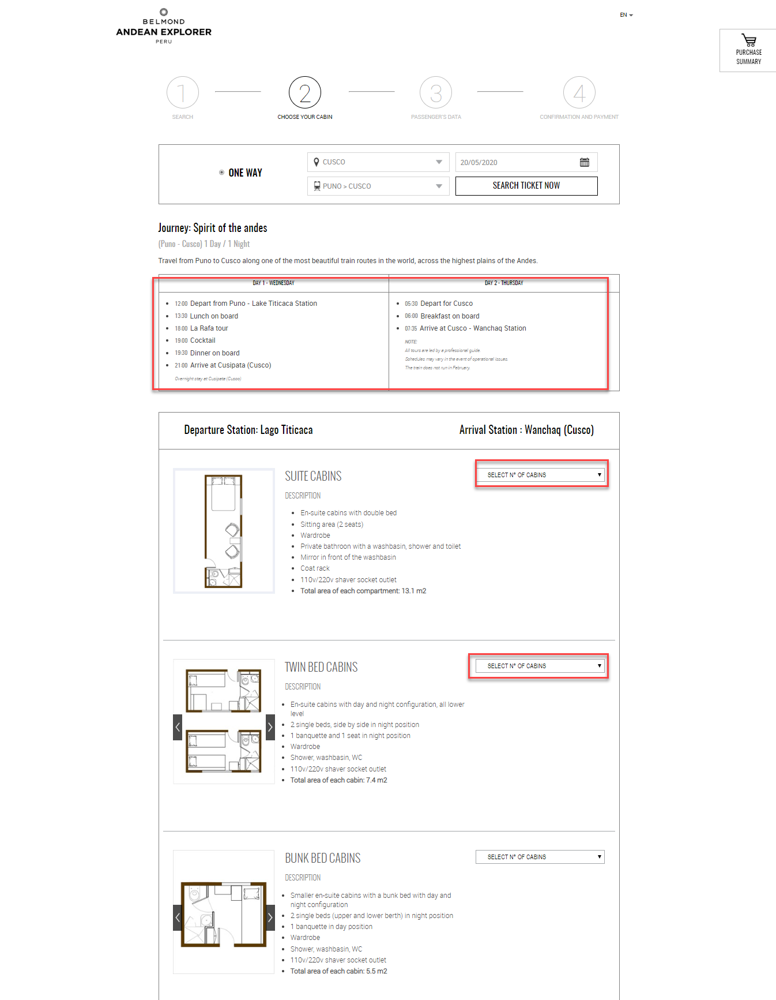 BELMOND
ANDEAN EXPLORER
PERU
EN
PURCHASE
SUMMARY
1
2
3
4
SEARCH
CHOOSE YOUR CABIN
PASSENGER'S DATA
CONFIRMATION AND PAYMENT
ONE WAY
CUSCO
20/05/2020
PUNO > CUSCO
SEARCH TICKET NOW
Journey: Spirit of the andes
(Puno - Cusco) 1 Day / 1 Night
Travel from Puno to Cusco along one of the most beautiful train routes in the world, across the highest plains of the Andes.
DAY 1 - WEDNESDAY
12:00 Depart from Puno - Lake Titicaca Station
13:30 Lunch on board
18:00 La Rafa tour
19:00 Cocktail
19:30 Dinner on board
21:00 Arrive at Cusipata (Cusco)
Overnight stay at Cusipata (Cusco)
DAY 2 - THURSDAY
05:30 Depart for Cusco
06:00 Breakfast on board
07:35 Arrive at Cusco - Wanchaq Station
NOTE:
All tours are led by a professional guide.
Schedules may vary in the event of operational issues.
The train does not run in February.
Departure Station: Lago Titicaca
Arrival Station : Wanchaq (Cusco)
SUITE CABINS
SELECT N° OF CABINS
DESCRIPTION
En-suite cabins with double bed
Sitting area (2 seats)
Wardrobe
Private bathroon with a washbasin, shower and toilet
Mirror in front of the washbasin
Coat rack
110v/220v shaver socket outlet
Total area of each compartment: 13.1 m2
TWIN BED CABINS
SELECT N° OF CABINS
DESCRIPTION
En-suite cabins with day and night configuration, all lower
level
2 single beds, side by side in night position
1 banquette and 1 seat in night position
Wardrobe
Shower, washbasin, WC
110v/220v shaver socket outlet
Total area of each cabin: 7.4 m2
BUNK BED CABINS
SELECT N° OF CABINS
DESCRIPTION
Smaller en-suite cabins with a bunk bed with day and
night configuration
2 single beds (upper and lower berth) in night position
1 banquette in day position
Wardrobe
Shower, washbasin, WC
110v/220v shaver socket outlet
Total area of each cabin: 5.5 m2